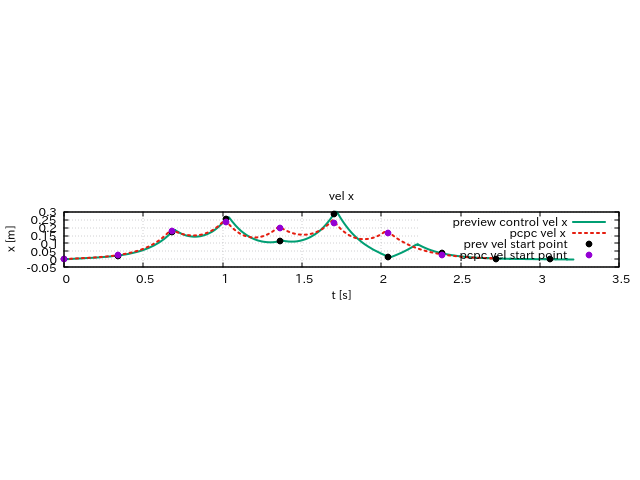 vel x
0.3
0.25
0.2
0.15
0.1
0.05
0
-0.05
x [m]
preview control vel x
pcpc vel x
prev vel start point
pcpc vel start point
0 0.5 1 1.5 2 2.5 3 3.5
t [s]